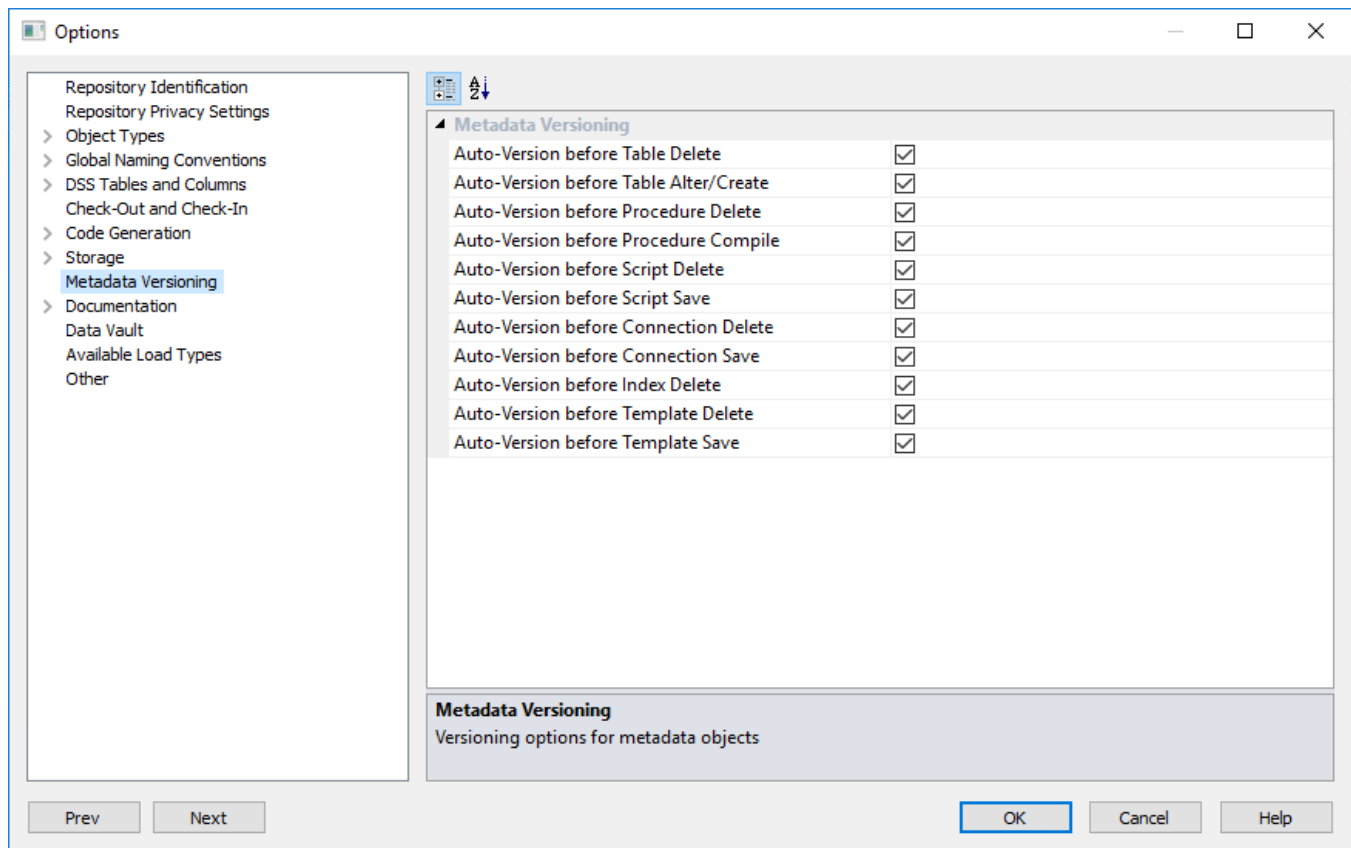 Options
Repository Identification
Repository Privacy Settings
Object Types
Global Naming Conventions
DSS Tables and Columns
Check-Out and Check-In
Code Generation
Storage
Metadata Versioning
Documentation
Data Vault
Available Load Types
Other
Metadata Versioning
Auto-Version before Table Delete
Auto-Version before Table Alter/Create
Auto-Version before Procedure Delete
Auto-Version before Procedure Compile
Auto-Version before Script Delete
Auto-Version before Script Save
Auto-Version before Connection Delete
Auto-Version before Connection Save
Auto-Version before Index Delete
Auto-Version before Template Delete
Auto-Version before Template Save
Metadata Versioning
Versioning options for metadata objects
Prev Next OK Cancel Help